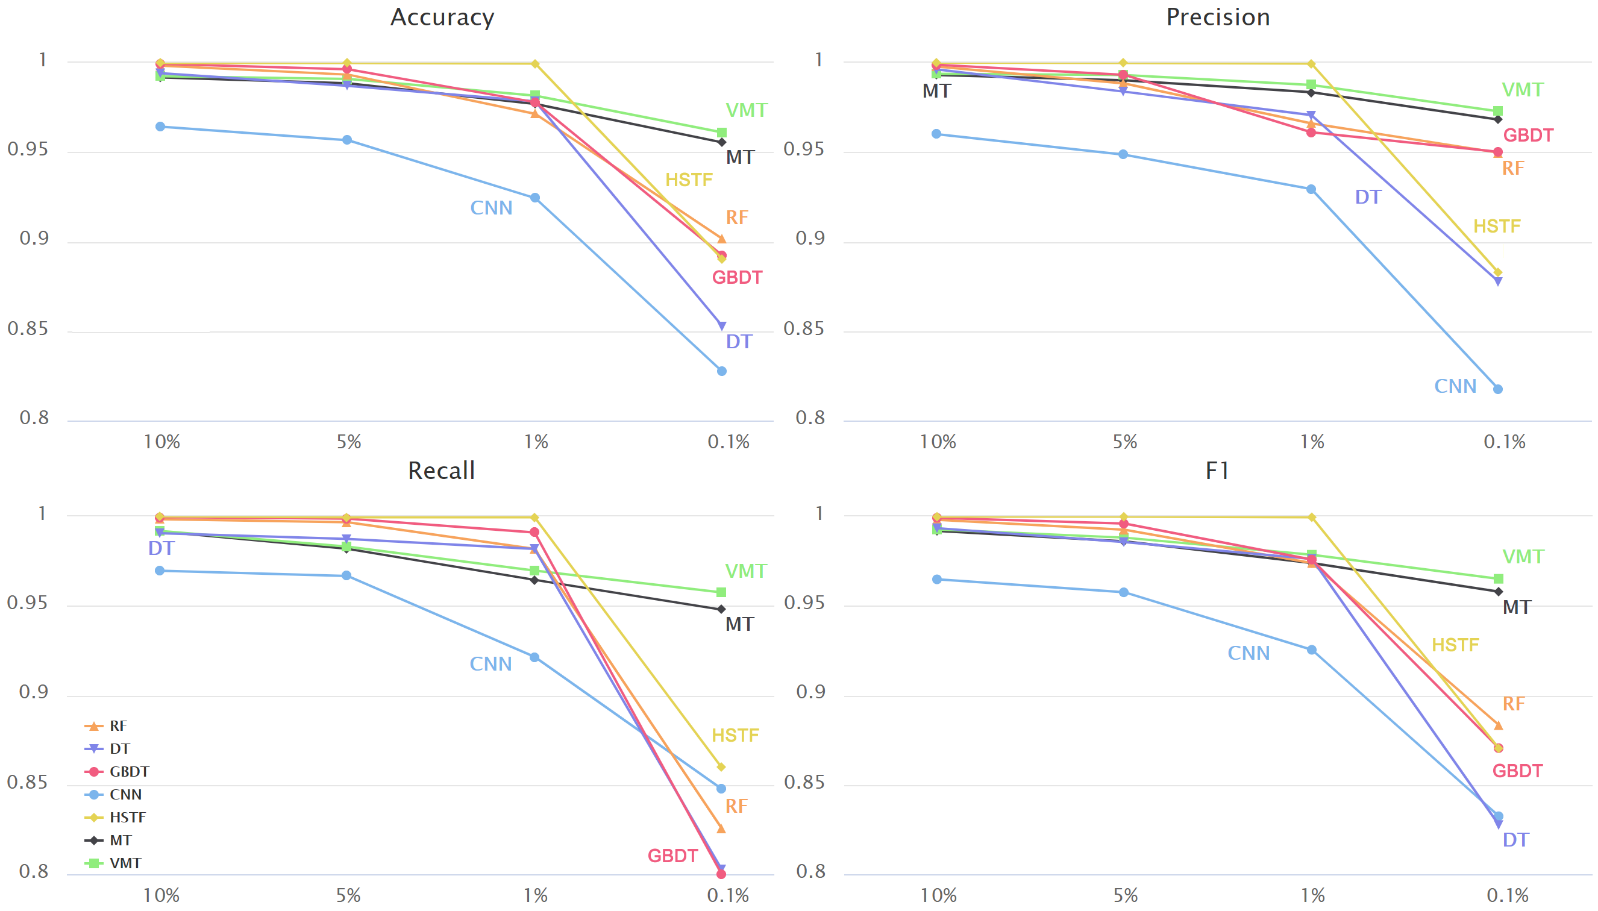 Accuracy
1
0.95
0.9
0.85
0.8
VMT
MT
HSTF
CNN
RF
GBDT
DT
10% 5% 1% 0.1%
Precision
1
0.95
0.9
0.85
0.8
MT
VMT
GBDT
RF
DT
HSTF
CNN
10% 5% 1% 0.1%
Recall
1
0.95
0.9
0.85
0.8
DT
VMT
MT
CNN
HSTF
RF
GBDT
RF
DT
GBDT
CNN
HSTF
MT
VMT
10% 5% 1% 0.1%
F1
1
0.95
0.9
0.85
0.8
VMT
MT
HSTF
CNN
RF
GBDT
DT
10% 5% 1% 0.1%